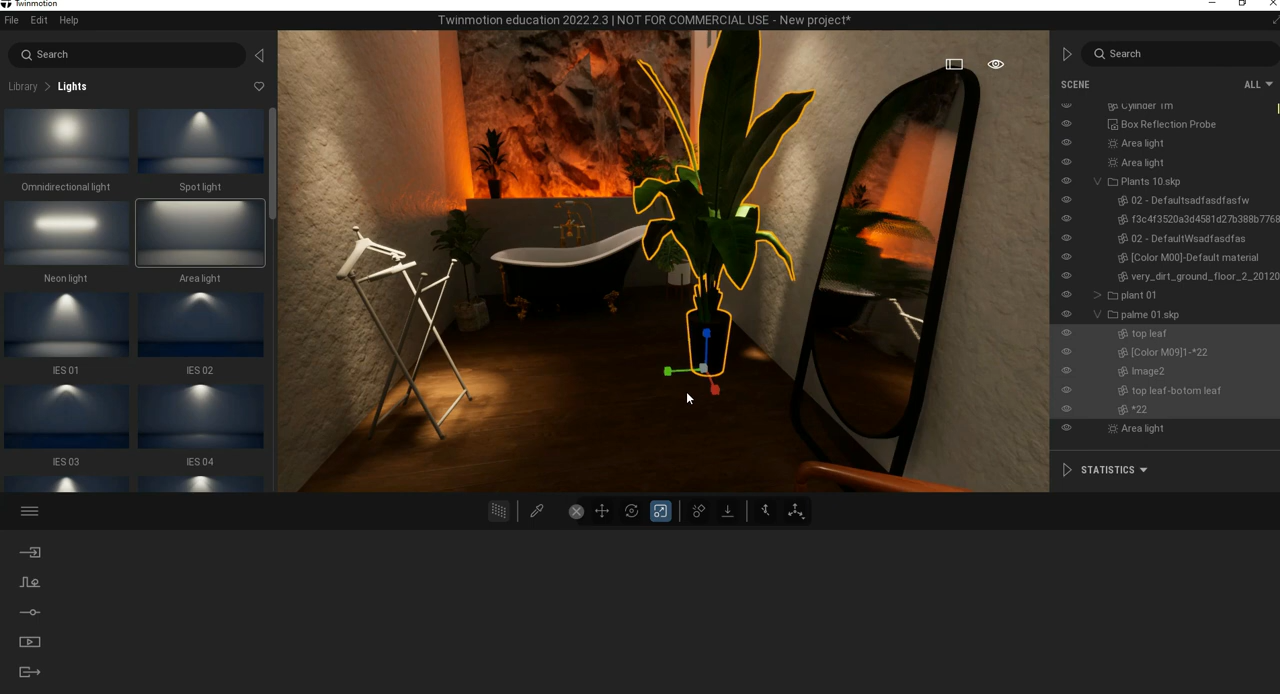 Twinmotion
File Edit Help
Twinmotion education 2022.2.3 | NOT FOR COMMERCIAL USE - New project*
Search
Library > Lights
Omnidirectional light
Spot light
Neon light
Area light
IES 01
IES 02
IES 03
IES 04
Search
SCENE ALL
Cylinder 1m
Box Reflection Probe
Area light
Area light
Plants 10.skp
02 - Defaultsadfasdfasfw
f3c4f3520a3d4581d27b388b7768
02 - DefaultWsadfasdfas
[Color M00]-Default material
very_dirt_ground_floor_2_20120
plant 01
palme 01.skp
top leaf
[Color M09]1-*22
Image2
top leaf-botom leaf
*22
Area light
STATISTICS